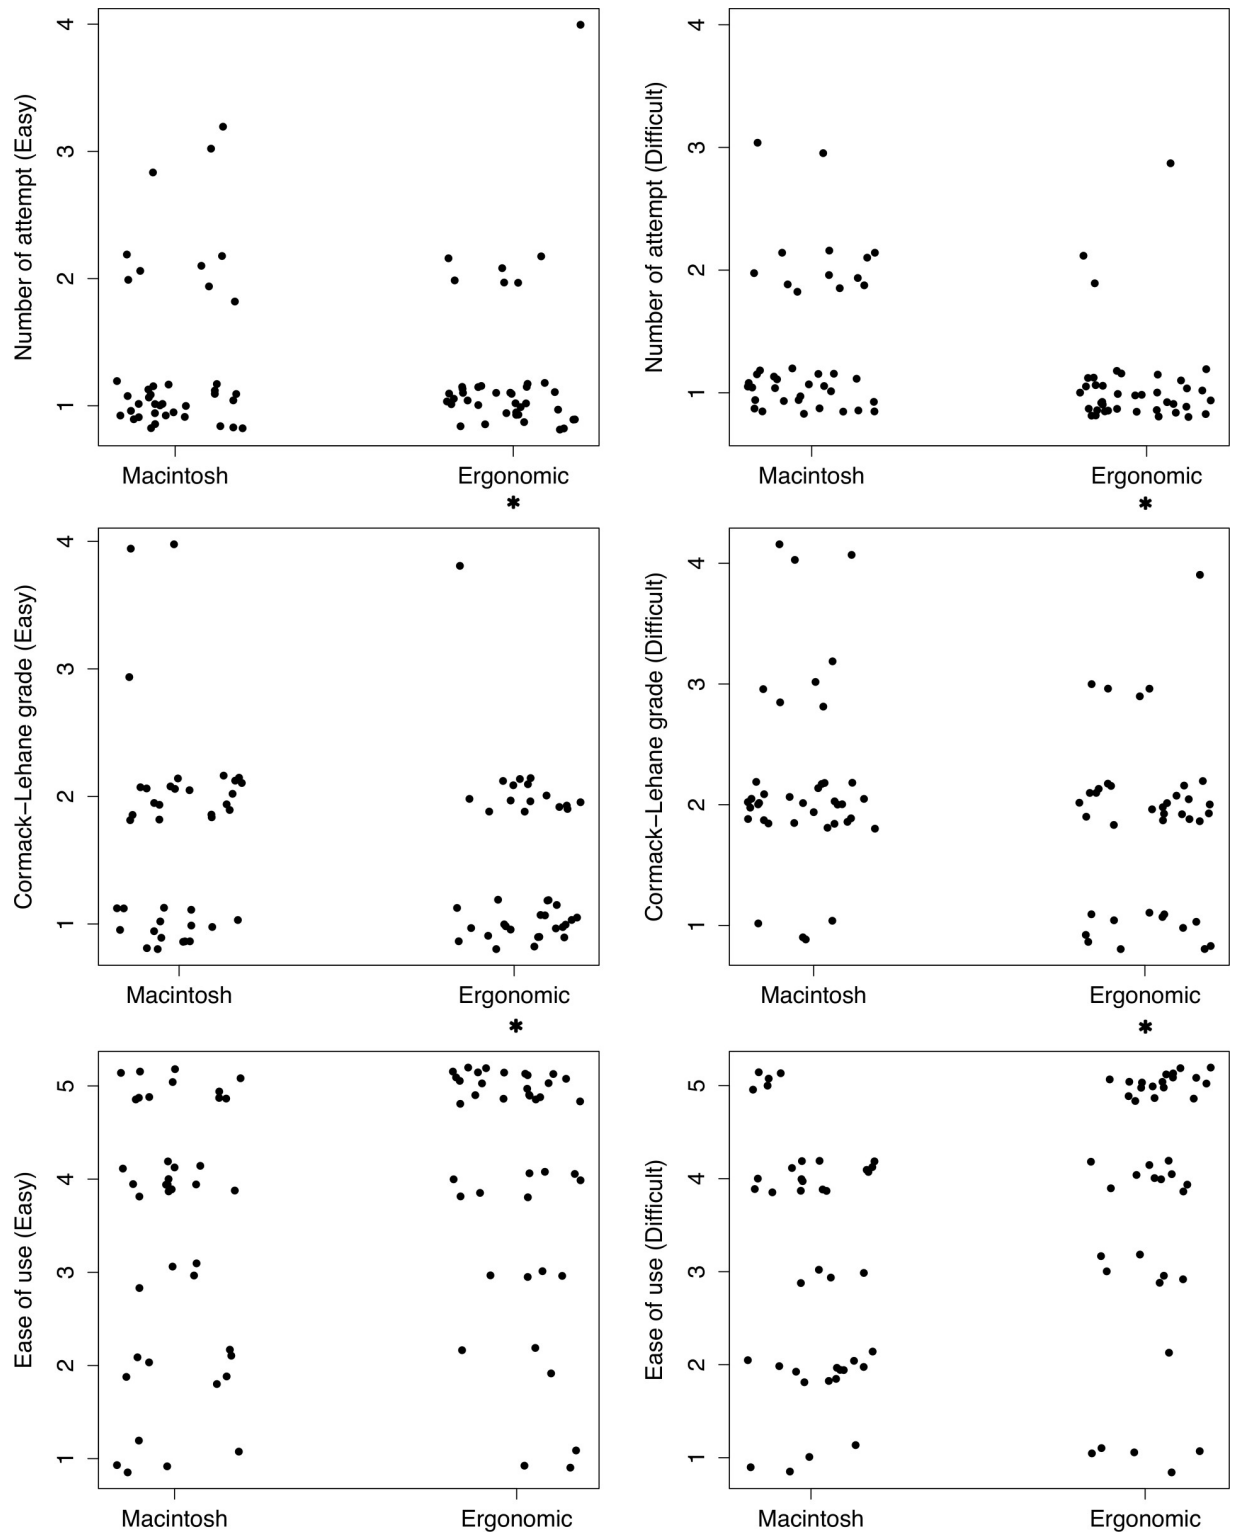 Number of attempt (Easy)
4
3
2
1
Macintosh
Ergonomic
Number of attempt (Difficult)
4
3
2
1
Macintosh
Ergonomic
*
*
Cormack–Lehane grade (Easy)
4
3
2
1
Macintosh
Ergonomic
Cormack–Lehane grade (Difficult)
4
3
2
1
Macintosh
Ergonomic
*
*
Ease of use (Easy)
5
4
3
2
1
Macintosh
Ergonomic
Ease of use (Difficult)
5
4
3
2
1
Macintosh
Ergonomic